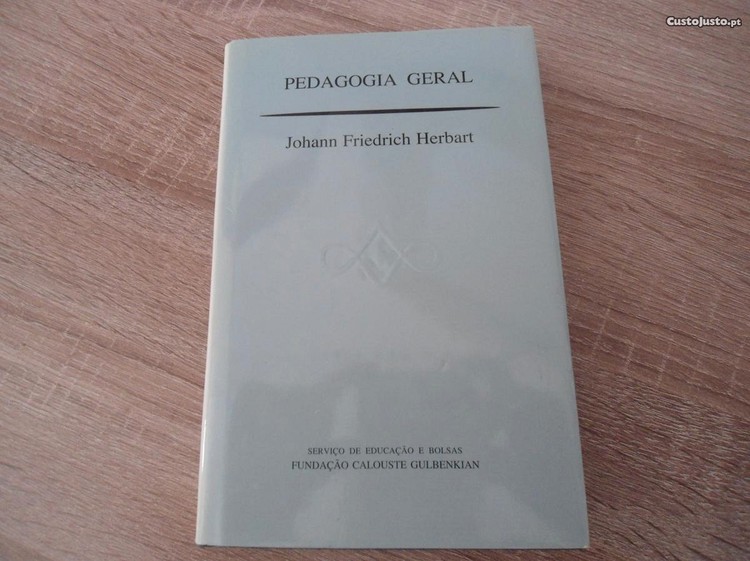 CustoJusto.pt
PEDAGOGIA GERAL
Johann Friedrich Herbart
SERVIÇO DE EDUCAÇÃO E BOLSAS
FUNDAÇÃO CALOUSTE GULBENKIAN